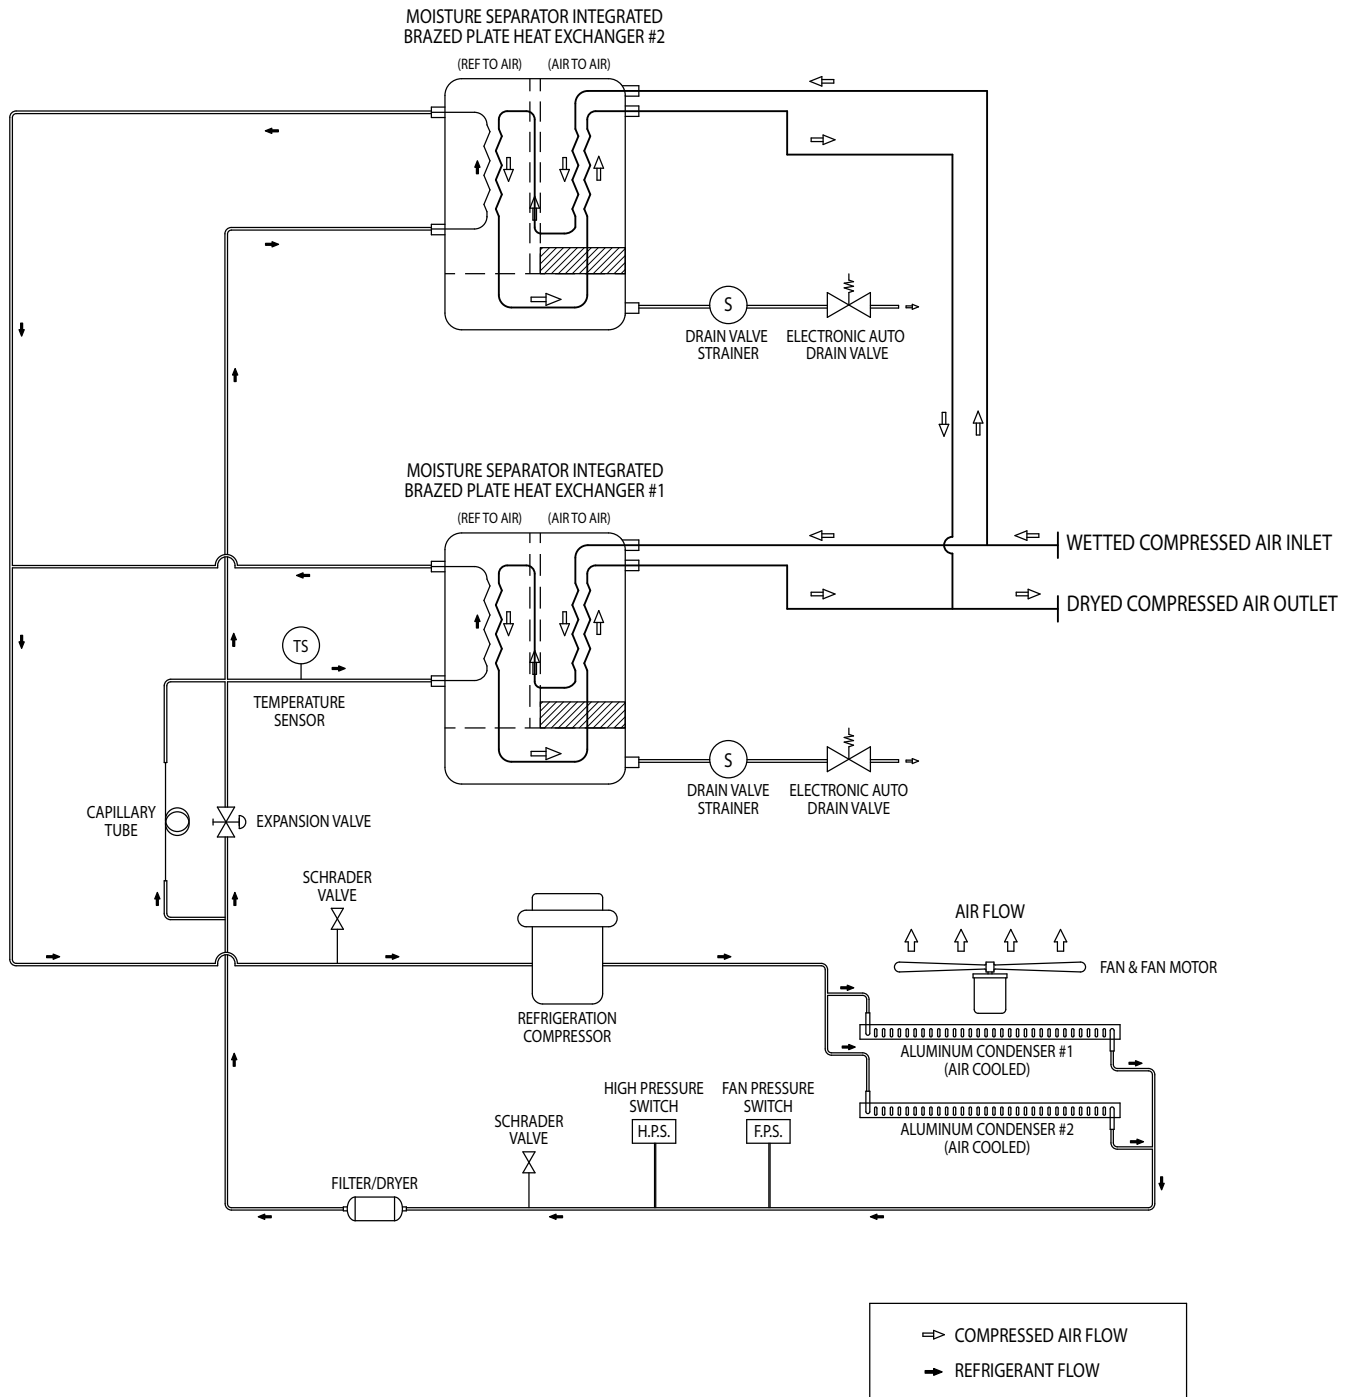 MOISTURE SEPARATOR INTEGRATED
BRAZED PLATE HEAT EXCHANGER #2
(REF TO AIR) (AIR TO AIR)
S
DRAIN VALVE
STRAINER
ELECTRONIC AUTO
DRAIN VALVE
MOISTURE SEPARATOR INTEGRATED
BRAZED PLATE HEAT EXCHANGER #1
(REF TO AIR) (AIR TO AIR)
WETTED COMPRESSED AIR INLET
DRYED COMPRESSED AIR OUTLET
TS
TEMPERATURE
SENSOR
S
DRAIN VALVE
STRAINER
ELECTRONIC AUTO
DRAIN VALVE
CAPILLARY
TUBE
EXPANSION VALVE
SCHRADER
VALVE
REFRIGERATION
COMPRESSOR
AIR FLOW
FAN & FAN MOTOR
ALUMINUM CONDENSER #1
(AIR COOLED)
ALUMINUM CONDENSER #2
(AIR COOLED)
HIGH PRESSURE
SWITCH
H.P.S.
FAN PRESSURE
SWITCH
F.P.S.
SCHRADER
VALVE
FILTER/DRYER
COMPRESSED AIR FLOW
REFRIGERANT FLOW